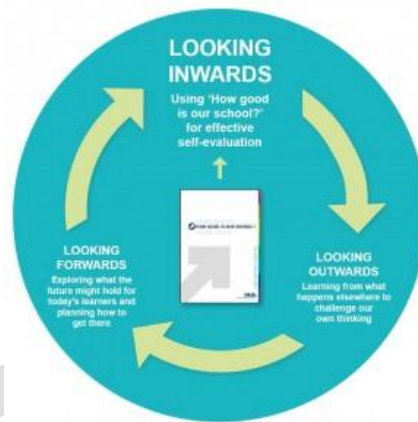 LOOKING
INWARDS
Using 'How good
is our school?'
for effective
self-evaluation
LOOKING
FORWARDS
Exploring what the
future might hold for
today's learners and
planning how to
get there
LOOKING
OUTWARDS
Learning from what
happens elsewhere to
challenge our
own thinking